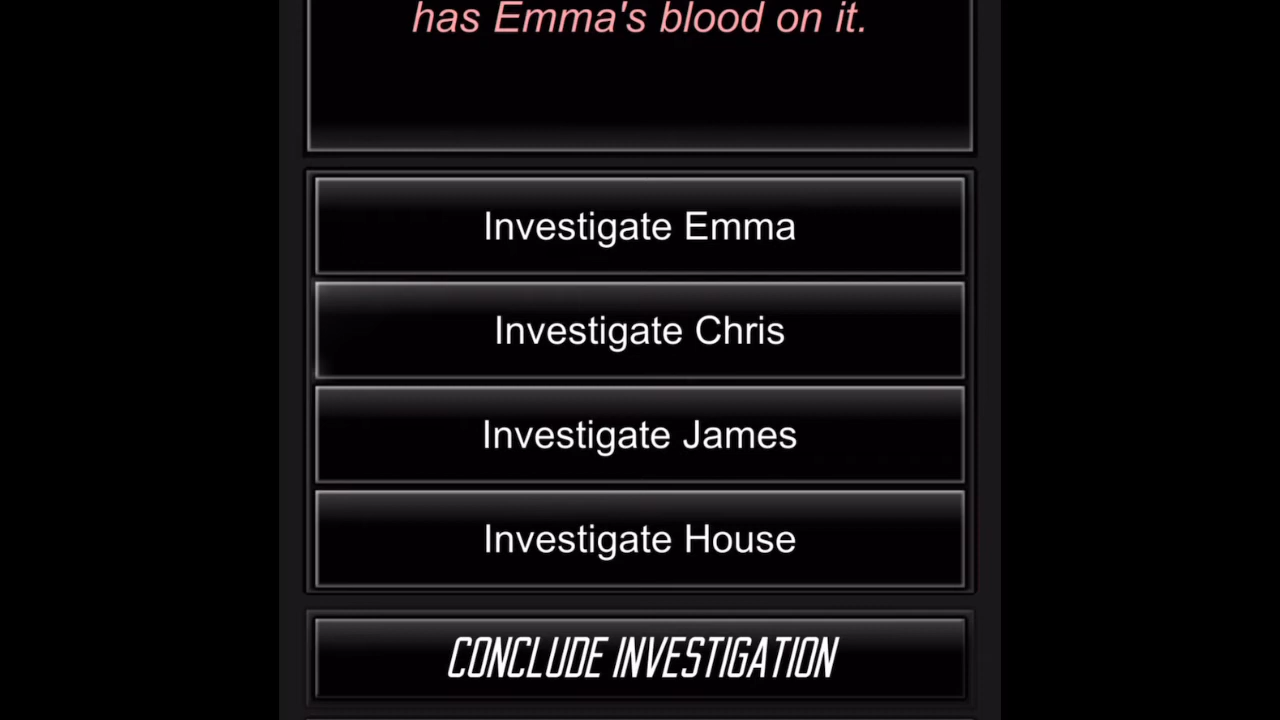 has Emma's blood on it.
Investigate Emma
Investigate Chris
Investigate James
Investigate House
CONCLUDE INVESTIGATION